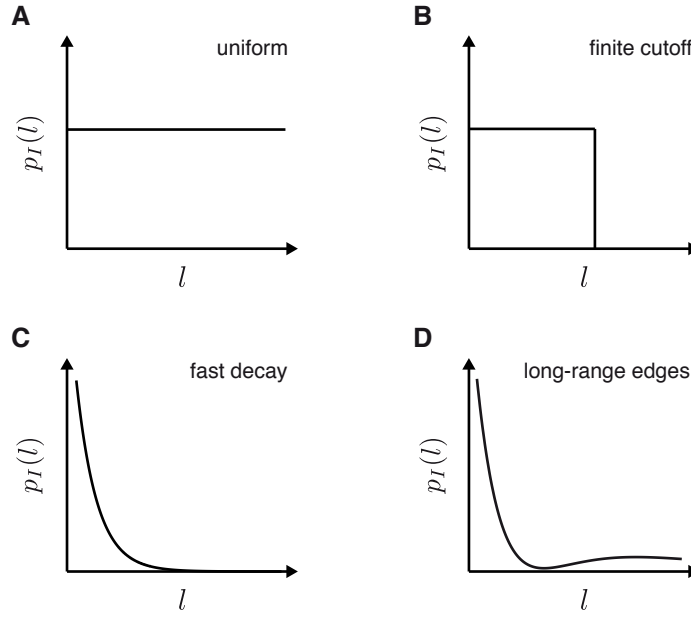 A
uniform
p_I(l)
l
B
finite cutoff
p_I(l)
l
C
fast decay
p_I(l)
l
D
long-range edges
p_I(l)
l